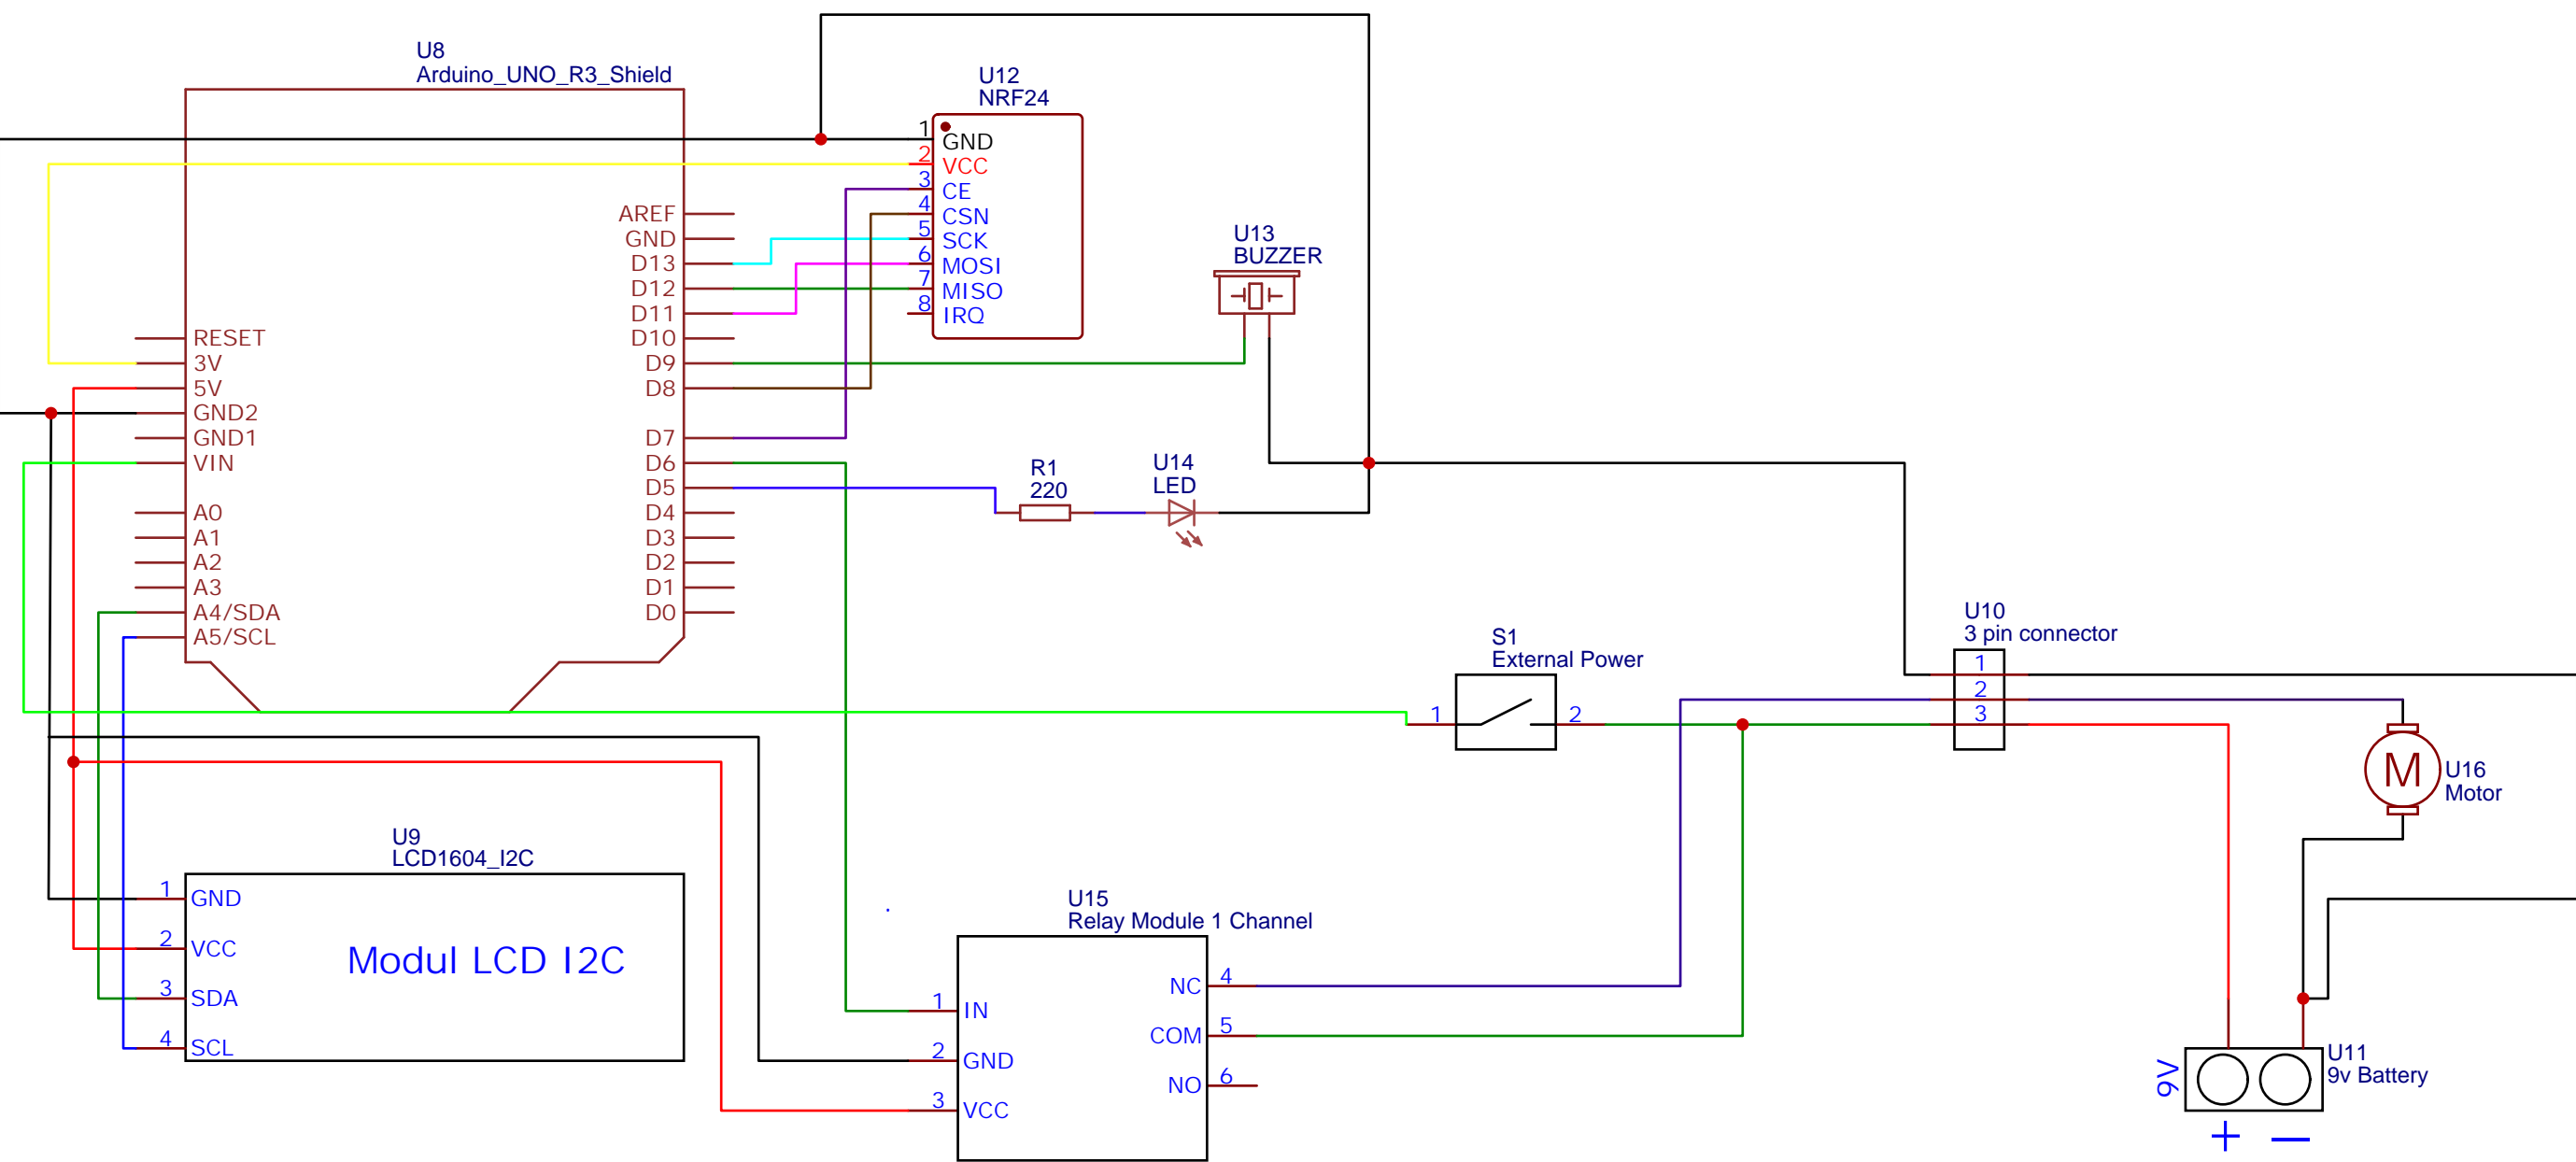 U8
Arduino_UNO_R3_Shield
RESET
3V
5V
GND2
GND1
VIN
A0
A1
A2
A3
A4/SDA
A5/SCL
AREF
GND
D13
D12
D11
D10
D9
D8
D7
D6
D5
D4
D3
D2
D1
D0
U12
NRF24
1 GND
2 VCC
3 CE
4 CSN
5 SCK
6 MOSI
7 MISO
8 IRQ
U13
BUZZER
R1
220
U14
LED
S1
External Power
1 2
U10
3 pin connector
1
2
3
M
U16
Motor
U9
LCD1604_I2C
1 GND
2 VCC
3 SDA
4 SCL
Modul LCD I2C
U15
Relay Module 1 Channel
1 IN
2 GND
3 VCC
NC 4
COM 5
NO 6
9V
U11
9v Battery
+ —